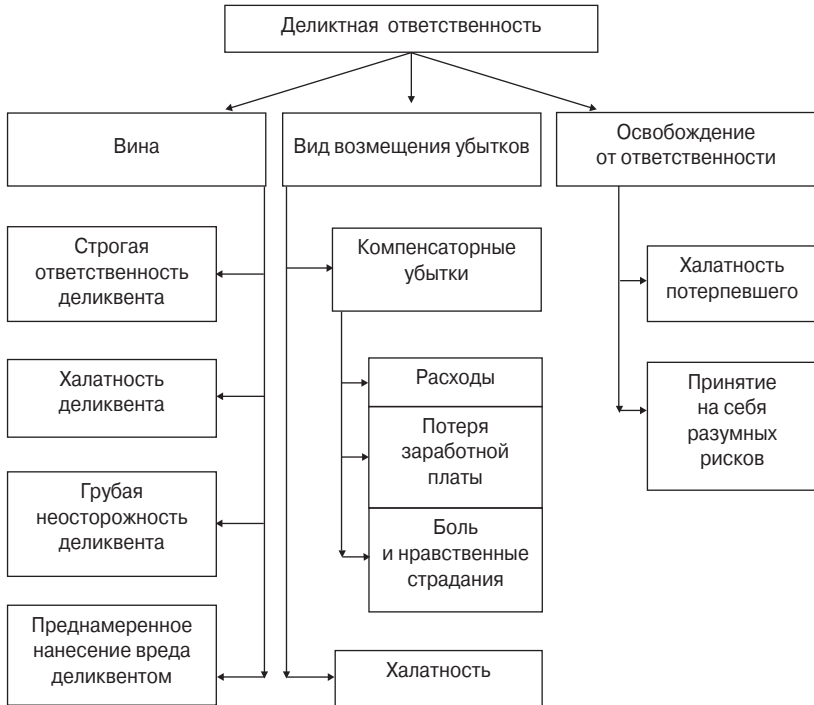 Деликтная ответственность
Вина
Вид возмещения убытков
Освобождение
от ответственности
Строгая
ответственность
деликвента
Халатность
деликвента
Грубая
неосторожность
деликвента
Преднамеренное
нанесение вреда
деликвентом
Компенсаторные
убытки
Расходы
Потеря
заработной
платы
Боль
и нравственные
страдания
Халатность
Халатность
потерпевшего
Принятие
на себя
разумных
рисков